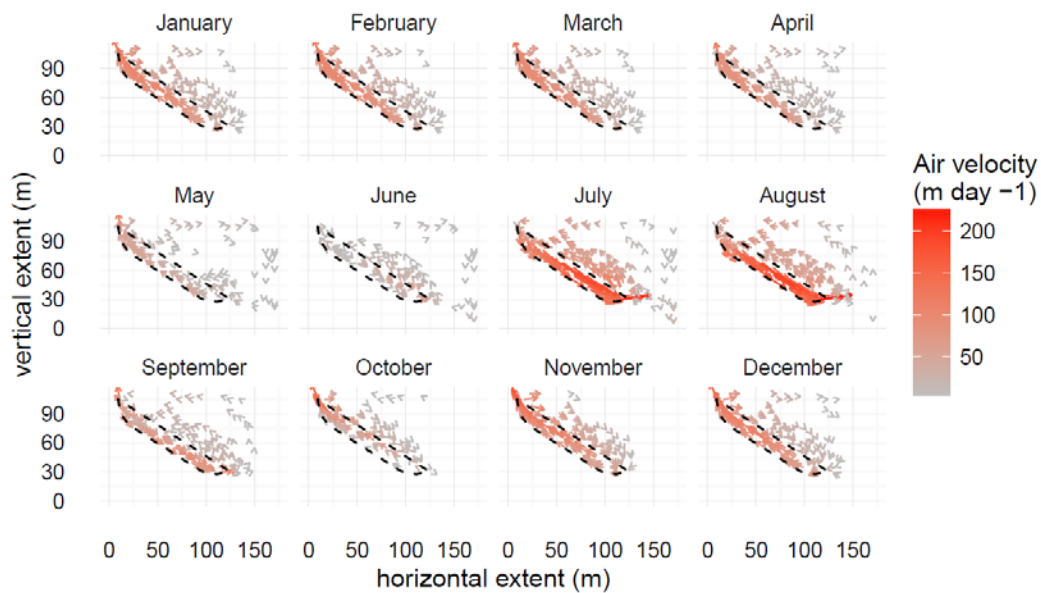 January February March April
90
60
30
0
May June July August
90
60
30
0
September October November December
90
60
30
0
0 50 100 150 0 50 100 150 0 50 100 150 0 50 100 150
horizontal extent (m)
vertical extent (m)
Air velocity
(m day −1)
200
150
100
50